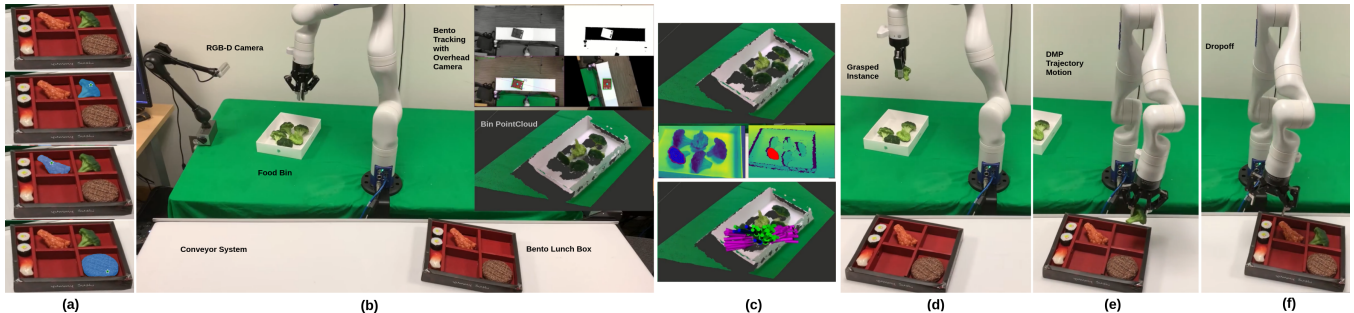 RGB-D Camera
Bento
Tracking
with
Overhead
Camera
Bin PointCloud
Food Bin
Conveyor System
Bento Lunch Box
Grasped
Instance
DMP
Trajectory
Motion
Dropoff
(a)
(b)
(c)
(d)
(e)
(f)